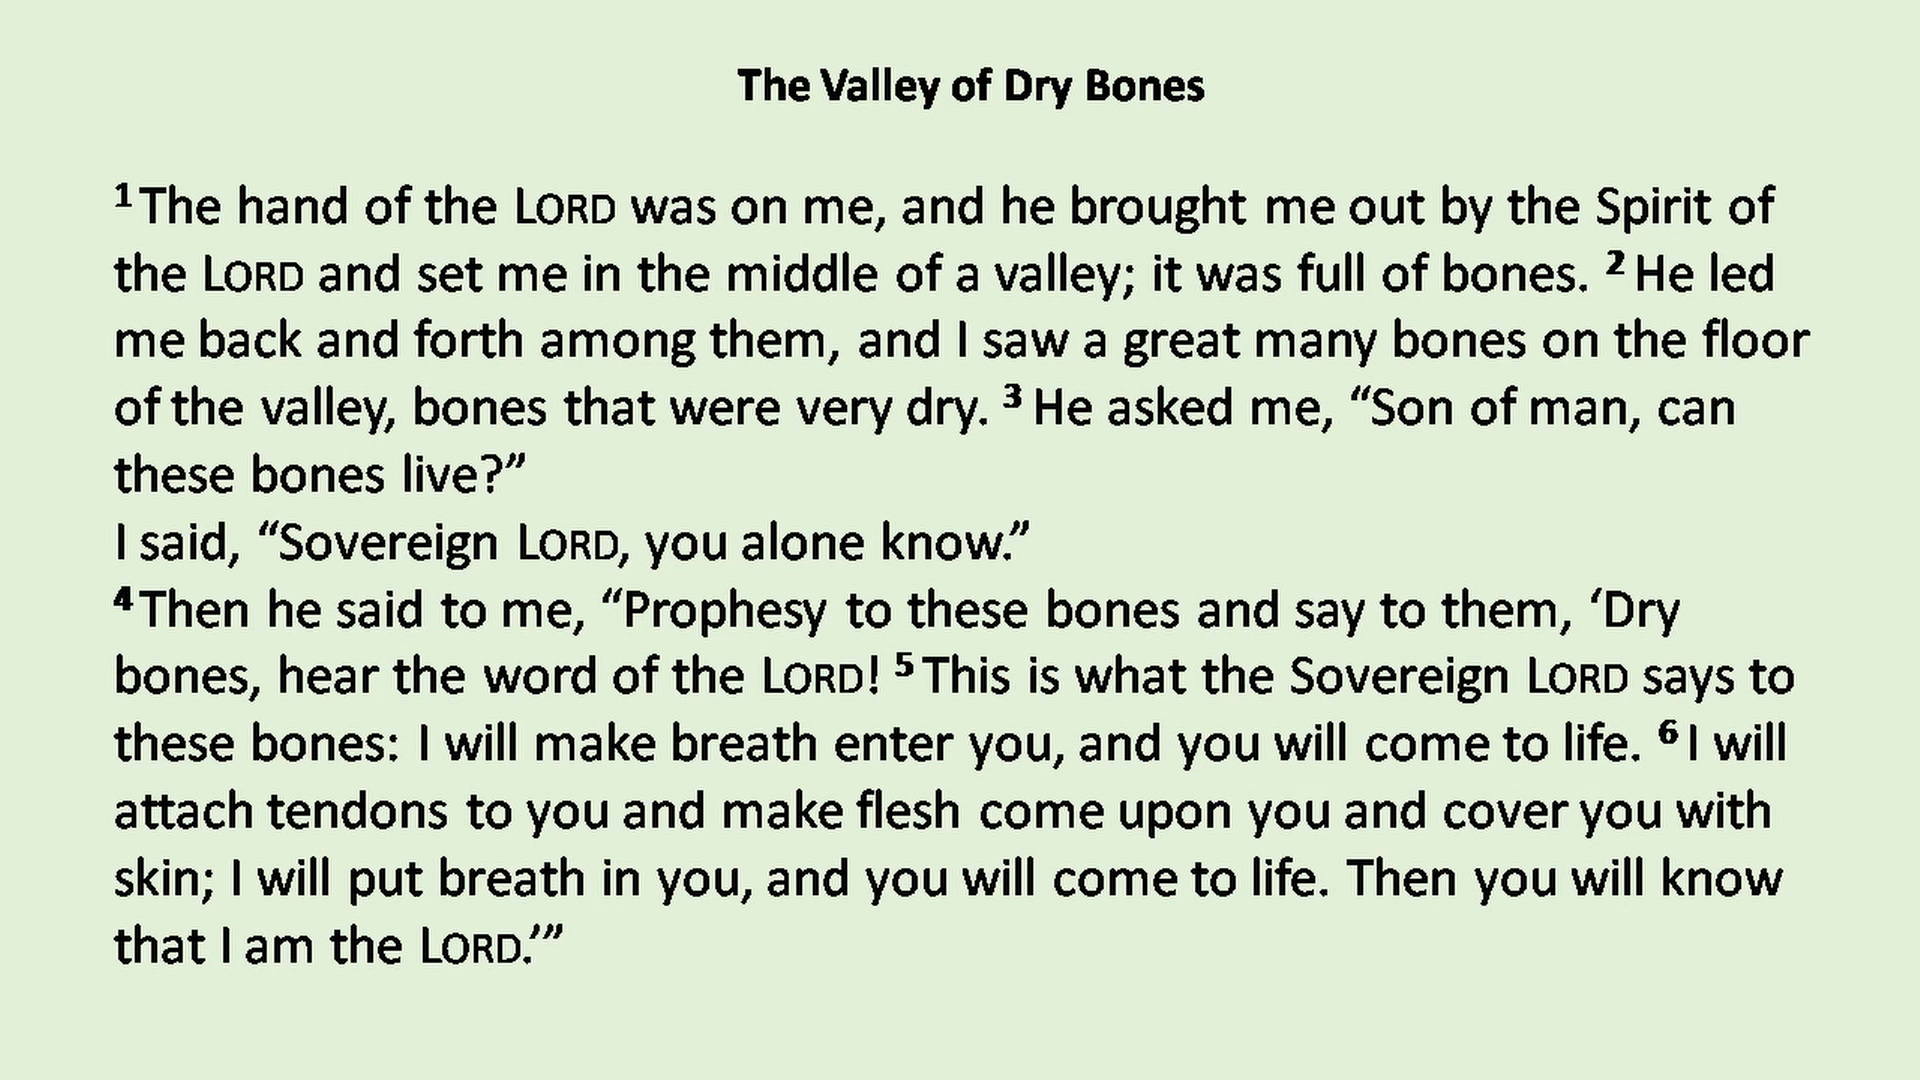 The Valley of Dry Bones
¹ The hand of the LORD was on me, and he brought me out by the Spirit of
the LORD and set me in the middle of a valley; it was full of bones. ² He led
me back and forth among them, and I saw a great many bones on the floor
of the valley, bones that were very dry. ³ He asked me, “Son of man, can
these bones live?”
I said, “Sovereign LORD, you alone know.”
⁴ Then he said to me, “Prophesy to these bones and say to them, ‘Dry
bones, hear the word of the LORD! ⁵ This is what the Sovereign LORD says to
these bones: I will make breath enter you, and you will come to life. ⁶ I will
attach tendons to you and make flesh come upon you and cover you with
skin; I will put breath in you, and you will come to life. Then you will know
that I am the LORD.’”